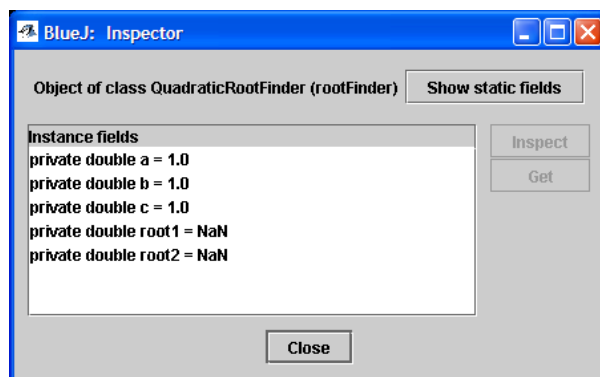 BlueJ: Inspector
Object of class QuadraticRootFinder (rootFinder) Show static fields
Instance fields
private double a = 1.0
private double b = 1.0
private double c = 1.0
private double root1 = NaN
private double root2 = NaN
Inspect
Get
Close